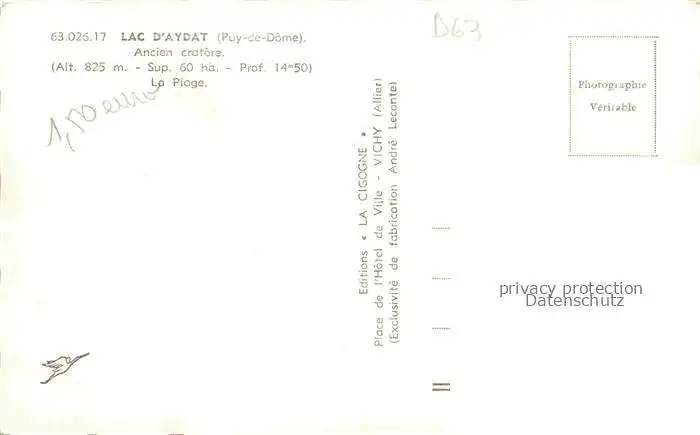 63.026.17 LAC D'AYDAT (Puy-de-Dôme).
Ancien cratère.
(Alt. 825 m. - Sup. 60 ha. - Prof. 14m50)
La Plage.
1,50 euro
D63
Editions « LA CIGOGNE »
Place de l'Hôtel de Ville - VICHY (Allier)
(Exclusivité de fabrication André Leconte)
Photographie
Véritable
privacy protection
Datenschutz